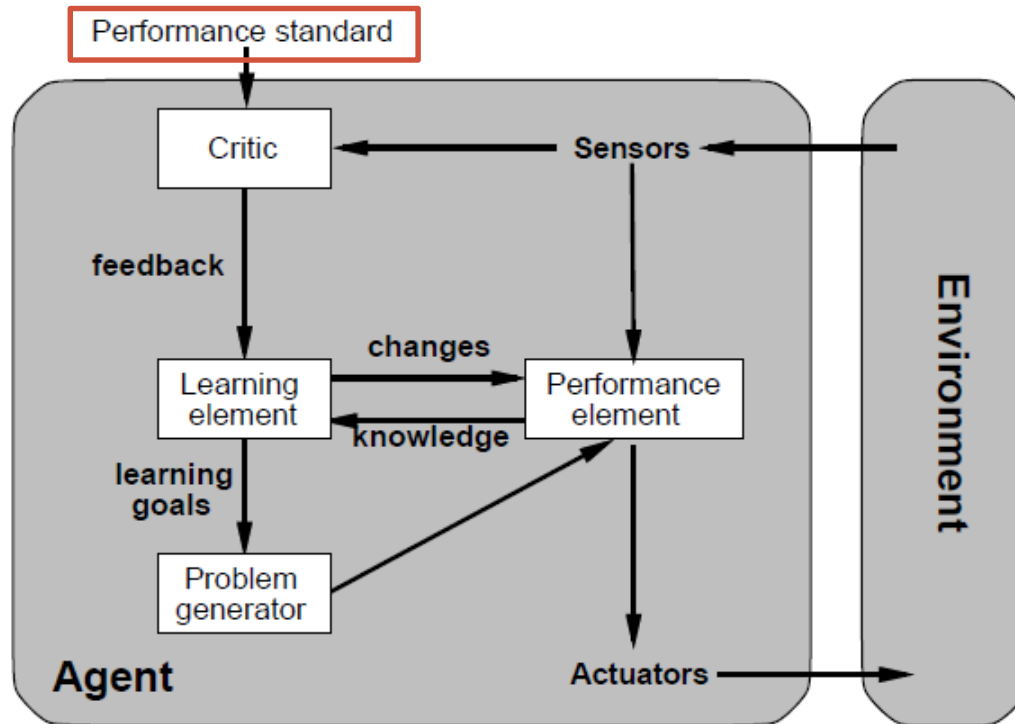 Performance standard
Critic
Sensors
feedback
changes
Learning
element
Performance
element
knowledge
learning
goals
Problem
generator
Agent
Actuators
Environment